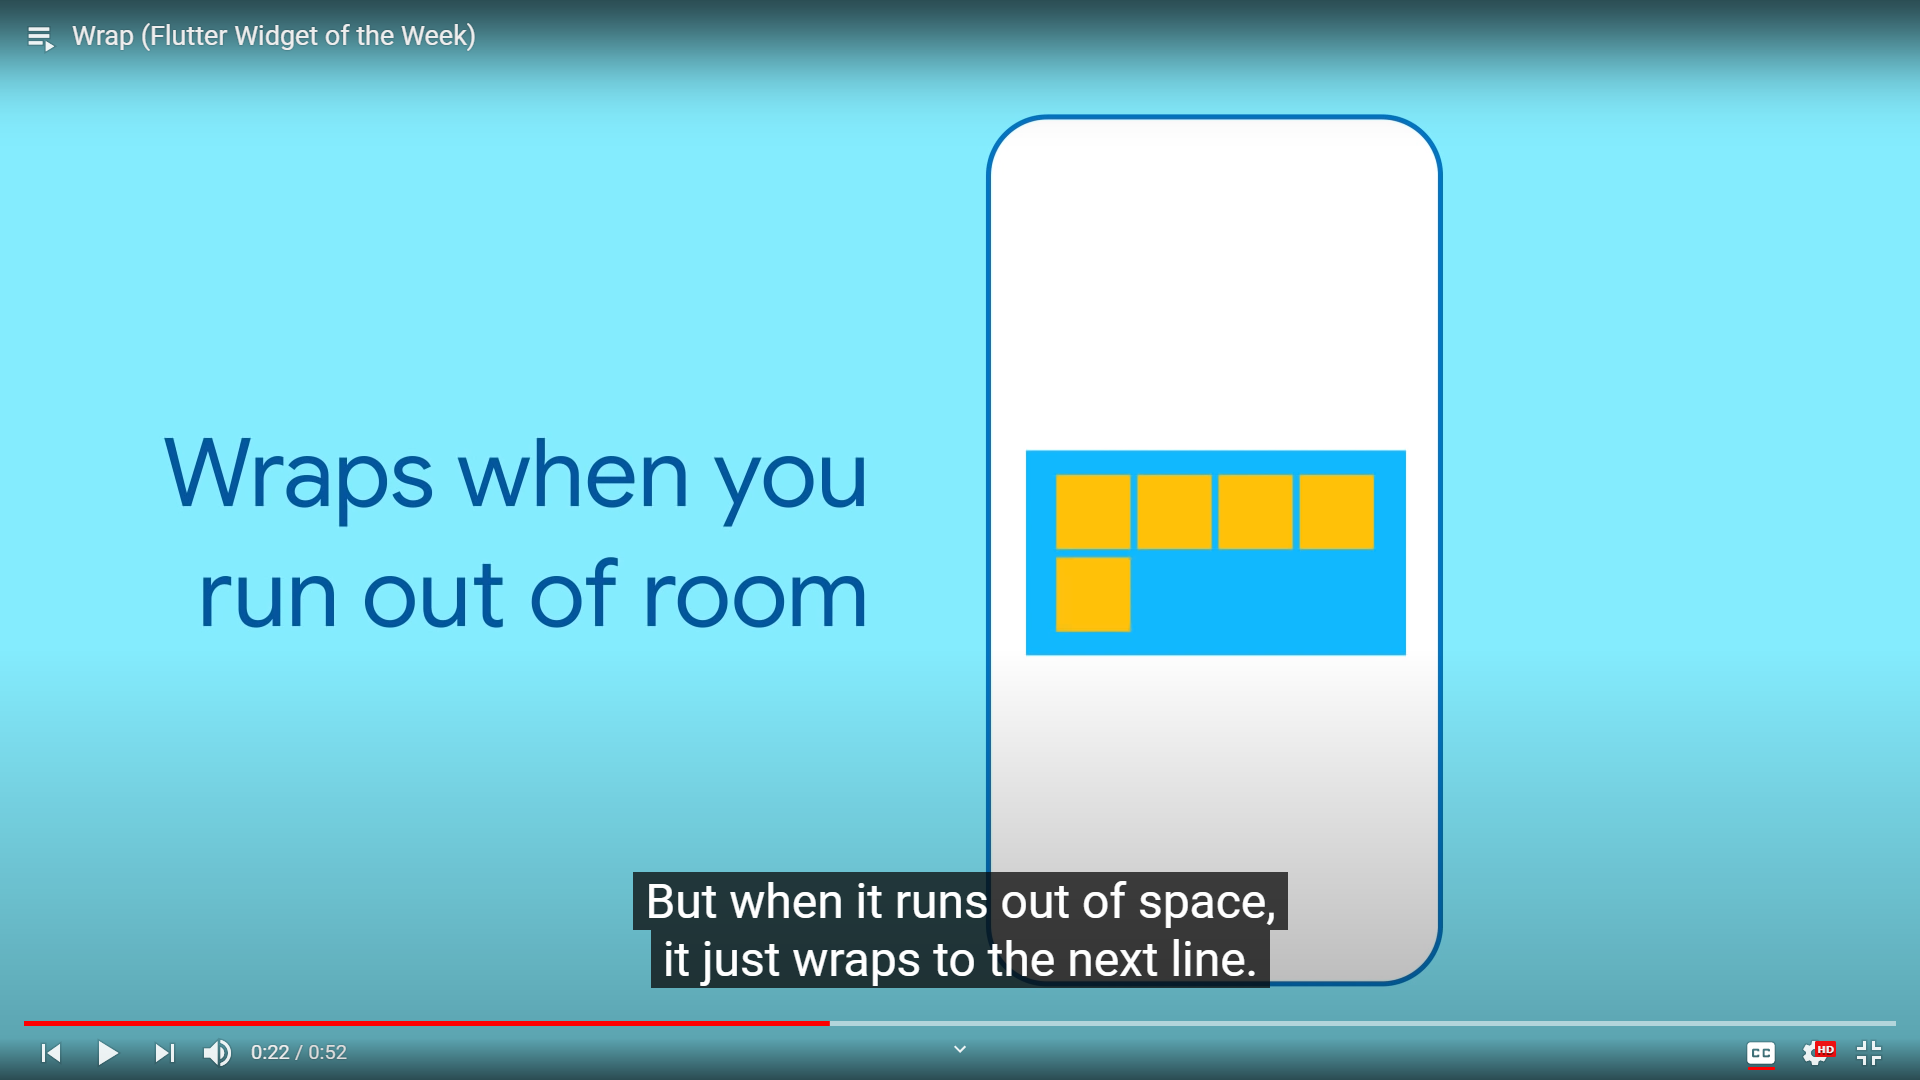 Wrap (Flutter Widget of the Week)
Wraps when you
run out of room
But when it runs out of space,
it just wraps to the next line.
0:22 / 0:52
CC
HD